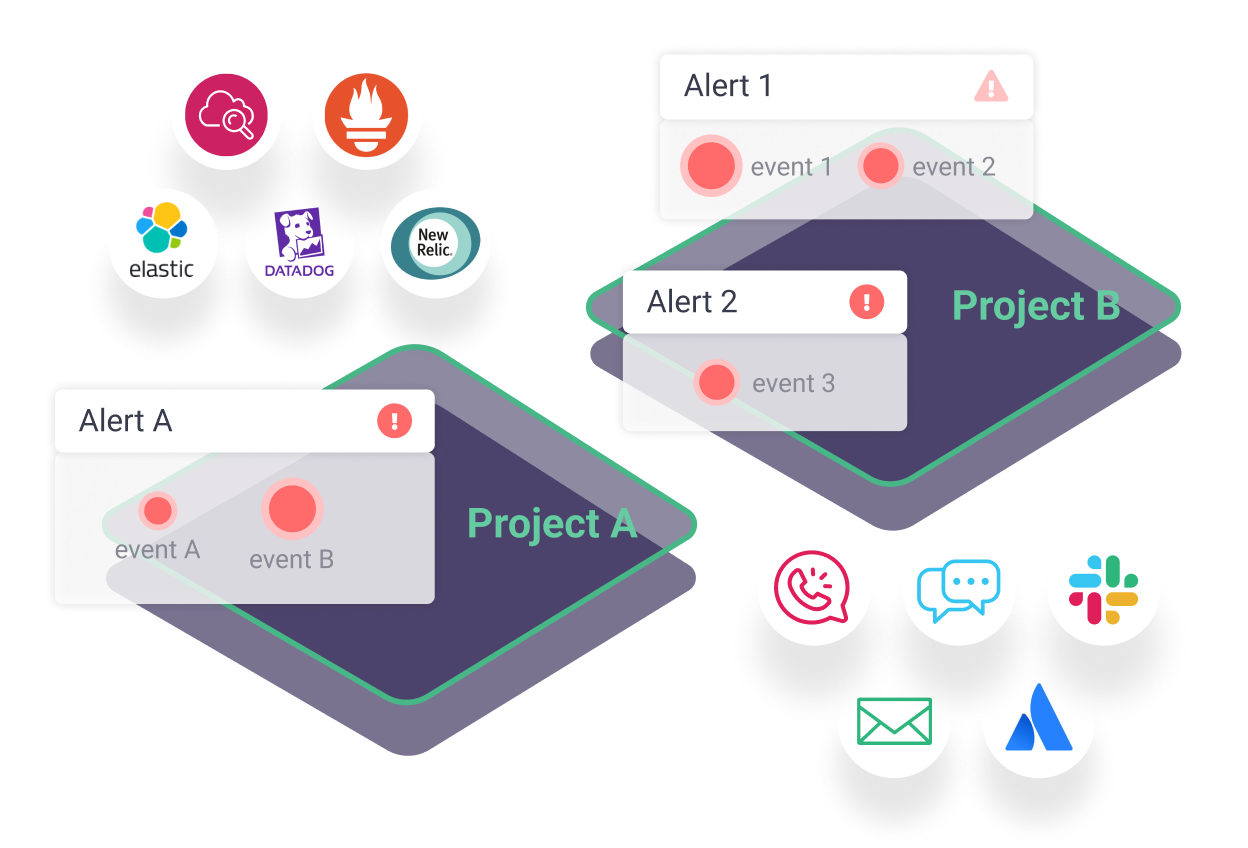 Alert 1
event 1
event 2
elastic
DATADOG
New
Relic.
Alert 2
Project B
event 3
Alert A
Project A
event A
event B